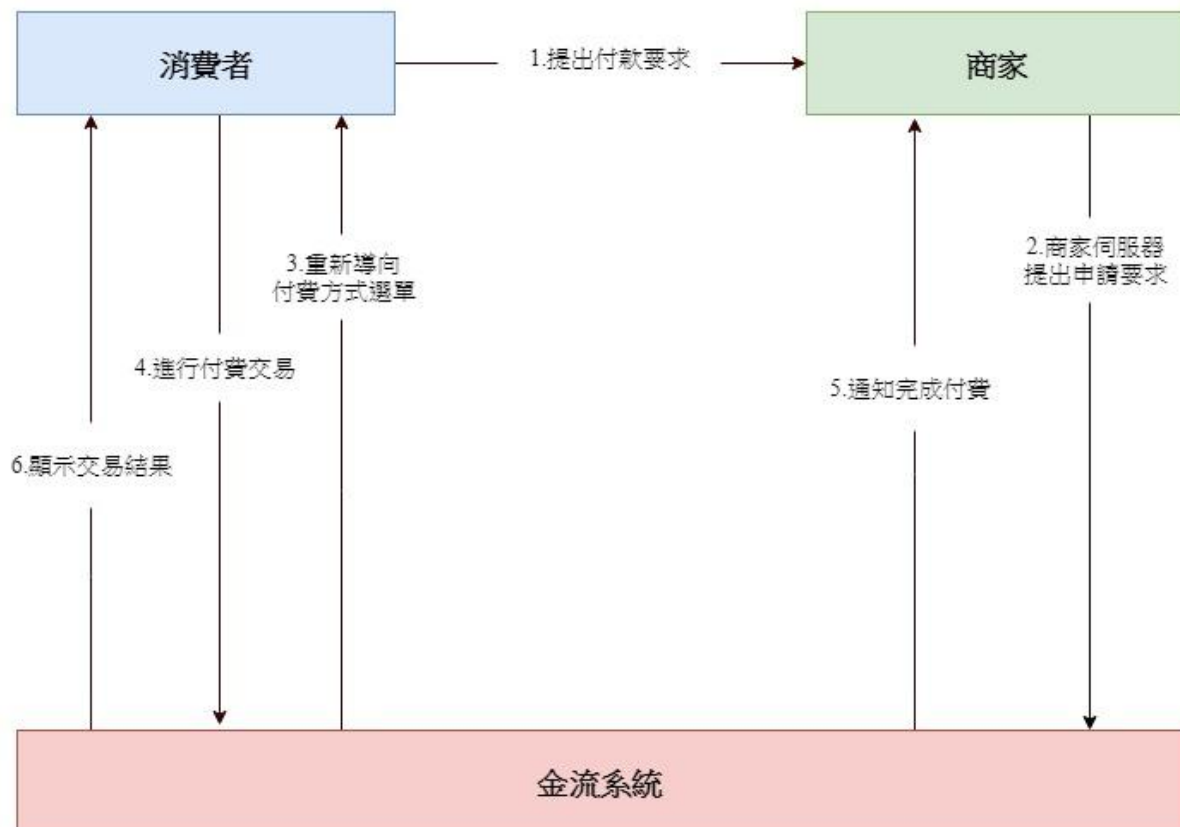 消費者
1.提出付款要求
商家
2.商家伺服器
提出申請要求
3.重新導向
付費方式選單
4.進行付費交易
5.通知完成付費
6.顯示交易結果
金流系統